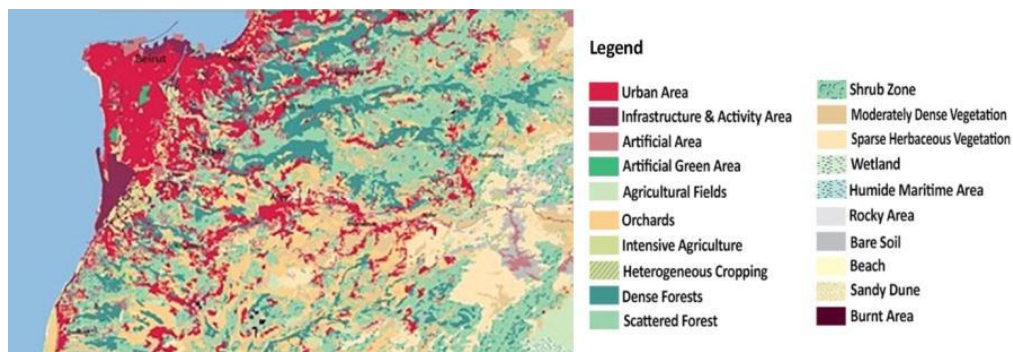 Beirut
Legend
Urban Area
Infrastructure & Activity Area
Artificial Area
Artificial Green Area
Agricultural Fields
Orchards
Intensive Agriculture
Heterogeneous Cropping
Dense Forests
Scattered Forest
Shrub Zone
Moderately Dense Vegetation
Sparse Herbaceous Vegetation
Wetland
Humide Maritime Area
Rocky Area
Bare Soil
Beach
Sandy Dune
Burnt Area